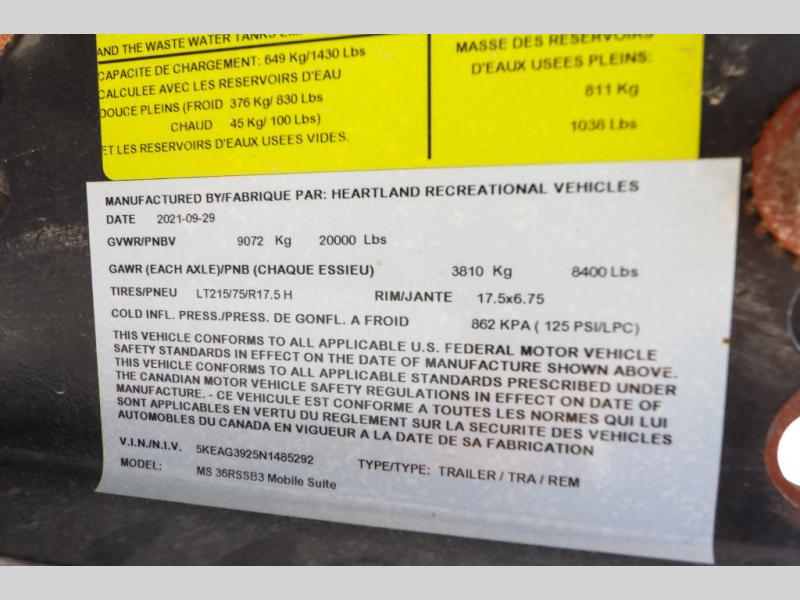 AND THE WASTE WATER TANKS
CAPACITE DE CHARGEMENT: 649 Kg/1430 Lbs
CALCULEE AVEC LES RESERVOIRS D'EAU
DOUCE PLEINS (FROID 376 Kg/ 830 Lbs
CHAUD 45 Kg/ 100 Lbs)
ET LES RESERVOIRS D'EAUX USEES VIDES.
MASSE DES RESERVOIRS
D'EAUX USEES PLEINS:
811 Kg
1038 Lbs
MANUFACTURED BY/FABRIQUE PAR: HEARTLAND RECREATIONAL VEHICLES
DATE 2021-09-29
GVWR/PNBV 9072 Kg 20000 Lbs
GAWR (EACH AXLE)/PNB (CHAQUE ESSIEU) 3810 Kg 8400 Lbs
TIRES/PNEU LT215/75/R17.5 H RIM/JANTE 17.5x6.75
COLD INFL. PRESS./PRESS. DE GONFL. A FROID 862 KPA ( 125 PSI/LPC)
THIS VEHICLE CONFORMS TO ALL APPLICABLE U.S. FEDERAL MOTOR VEHICLE
SAFETY STANDARDS IN EFFECT ON THE DATE OF MANUFACTURE SHOWN ABOVE.
THIS VEHICLE CONFORMS TO ALL APPLICABLE STANDARDS PRESCRIBED UNDER
THE CANADIAN MOTOR VEHICLE SAFETY REGULATIONS IN EFFECT ON DATE OF
MANUFACTURE. - CE VEHICULE EST CONFORME A TOUTES LES NORMES QUI LUI
SONT APPLICABLES EN VERTU DU REGLEMENT SUR LA SECURITE DES VEHICLES
AUTOMOBILES DU CANADA EN VIGUEUR A LA DATE DE SA FABRICATION
V.I.N./N.I.V. 5KEAG3925N1485292 TYPE/TYPE: TRAILER / TRA / REM
MODEL: MS 36RSSB3 Mobile Suite